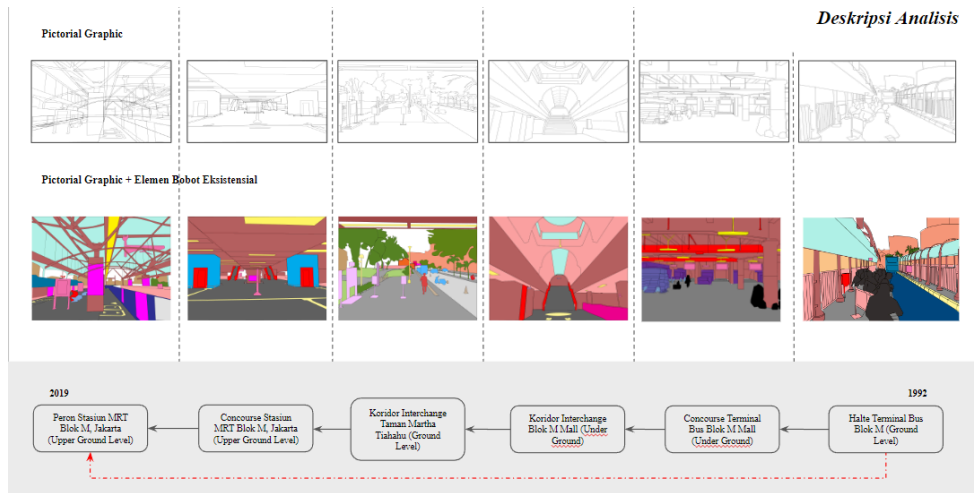 Deskripsi Analisis
Pictorial Graphic
Pictorial Graphic + Elemen Bobot Eksistensial
2019
1992
Peron Stasiun MRT
Blok M, Jakarta
(Upper Ground Level)
Concourse Stasiun
MRT Blok M, Jakarta
(Upper Ground Level)
Koridor Interchange
Taman Martha
Tiahahu (Ground
Level)
Koridor Interchange
Blok M Mall (Under
Ground)
Concourse Terminal
Bus Blok M Mall
(Under Ground)
Halte Terminal Bus
Blok M (Ground
Level)